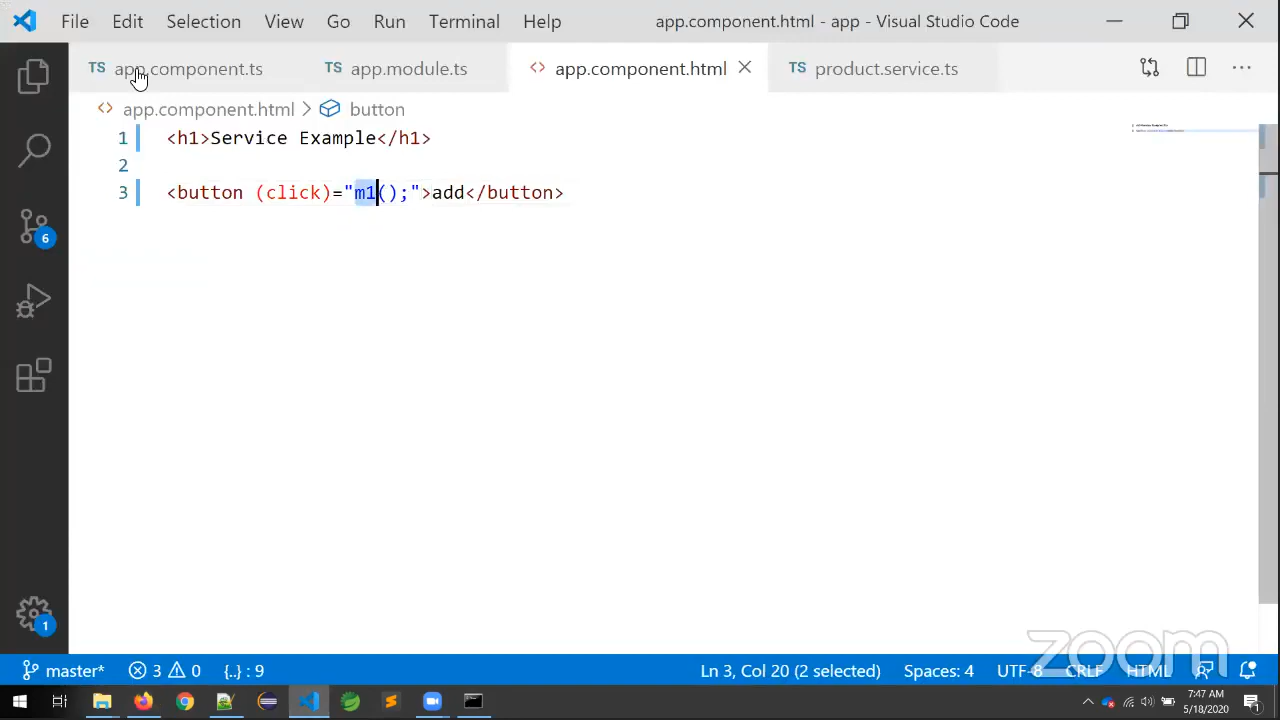 File Edit Selection View Go Run Terminal Help app.component.html - app - Visual Studio Code
TS app.component.ts TS app.module.ts <> app.component.html TS product.service.ts
<> app.component.html > button
1 <h1>Service Example</h1>
2
3 <button (click)="m1();">add</button>
6
1
zoom
master* 3 0 {..} : 9 Ln 3, Col 20 (2 selected) Spaces: 4 UTF-8 CRLF HTML
7:47 AM
5/18/2020
1